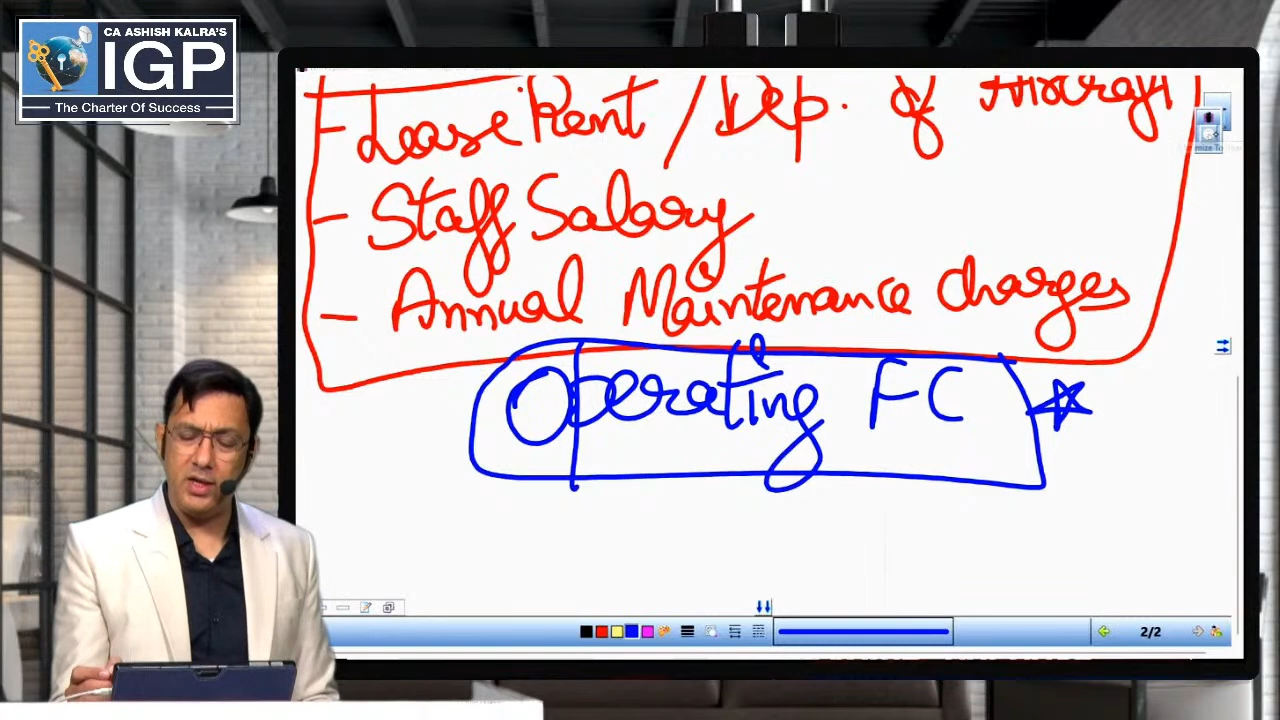 CA ASHISH KALRA'S
IGP
The Charter Of Success
- Lease Rent / Dep. of Aircraft
- Staff Salary
- Annual Maintenance charges
Operating FC
2/2